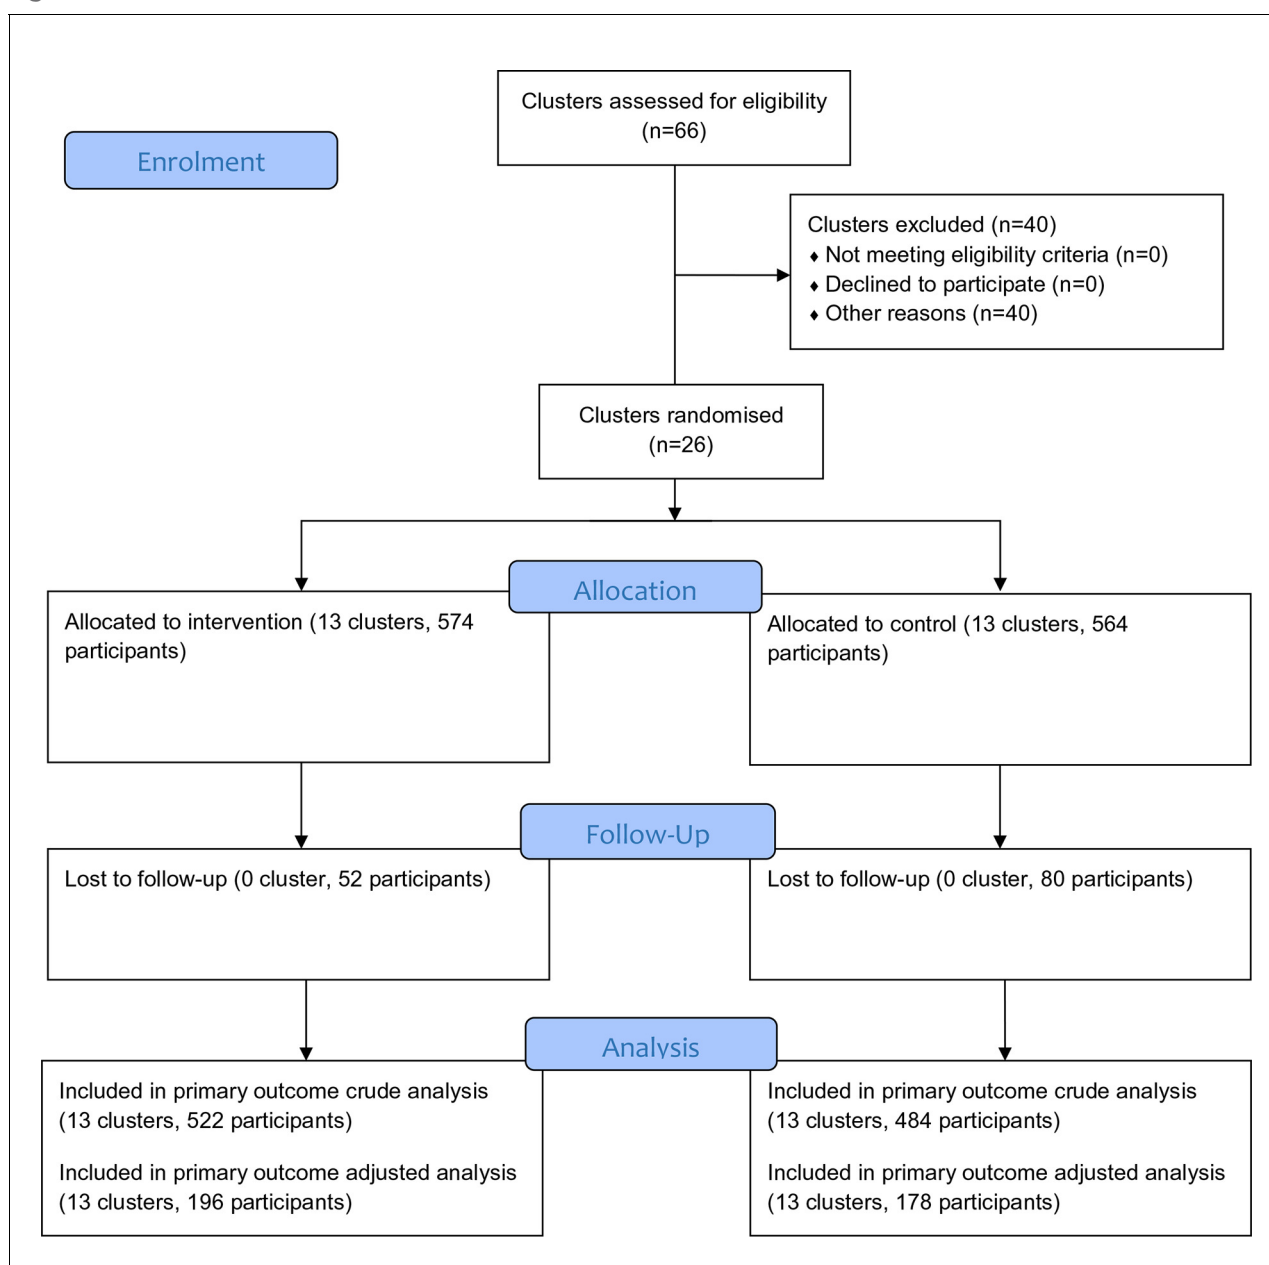 Clusters assessed for eligibility
(n=66)
Enrolment
Clusters excluded (n=40)
♦ Not meeting eligibility criteria (n=0)
♦ Declined to participate (n=0)
♦ Other reasons (n=40)
Clusters randomised
(n=26)
Allocation
Allocated to intervention (13 clusters, 574
participants)
Allocated to control (13 clusters, 564
participants)
Follow-Up
Lost to follow-up (0 cluster, 52 participants)
Lost to follow-up (0 cluster, 80 participants)
Analysis
Included in primary outcome crude analysis
(13 clusters, 522 participants)
Included in primary outcome adjusted analysis
(13 clusters, 196 participants)
Included in primary outcome crude analysis
(13 clusters, 484 participants)
Included in primary outcome adjusted analysis
(13 clusters, 178 participants)